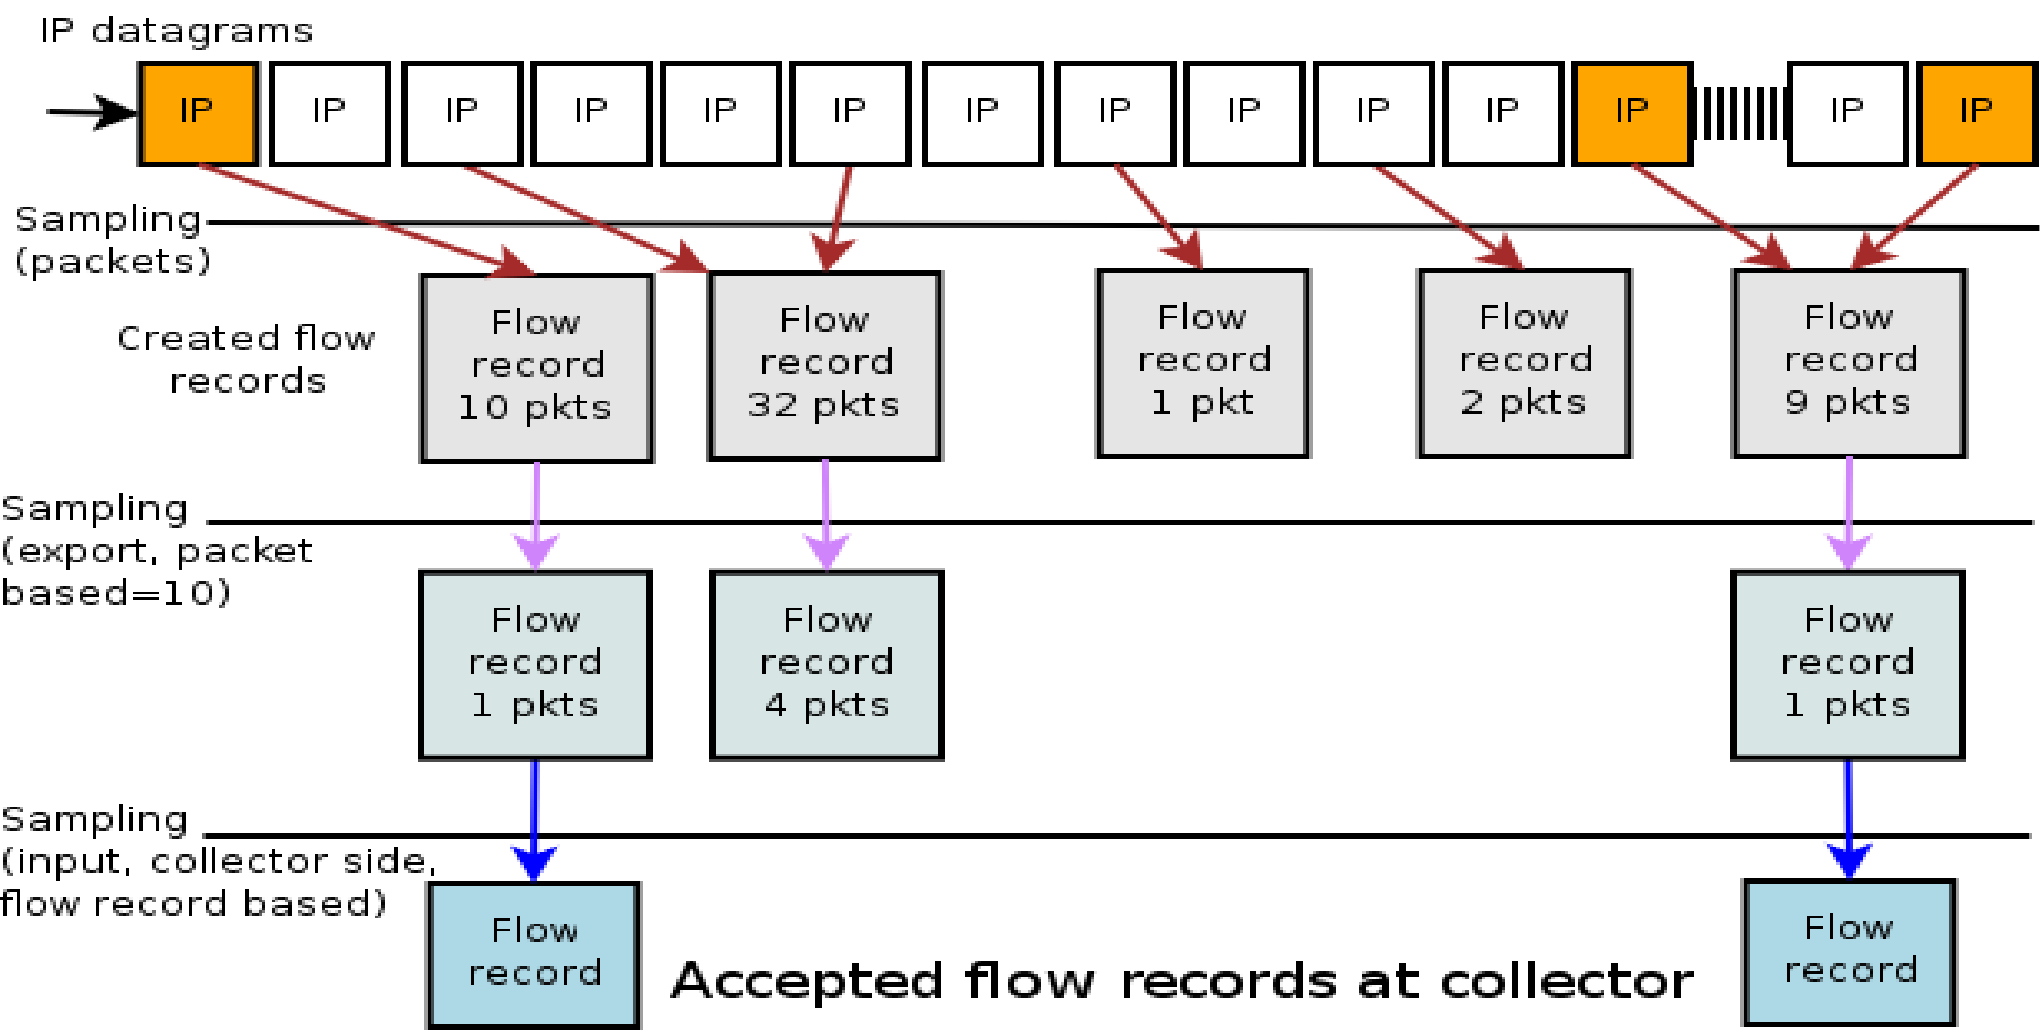 IP datagrams
IP IP IP IP IP IP IP IP IP IP IP IP IP IP
Sampling
(packets)
Created flow
records
Flow
record
10 pkts
Flow
record
32 pkts
Flow
record
1 pkt
Flow
record
2 pkts
Flow
record
9 pkts
Sampling
(export, packet
based=10)
Flow
record
1 pkts
Flow
record
4 pkts
Flow
record
1 pkts
Sampling
(input, collector side,
flow record based)
Flow
record
Accepted flow records at collector
Flow
record